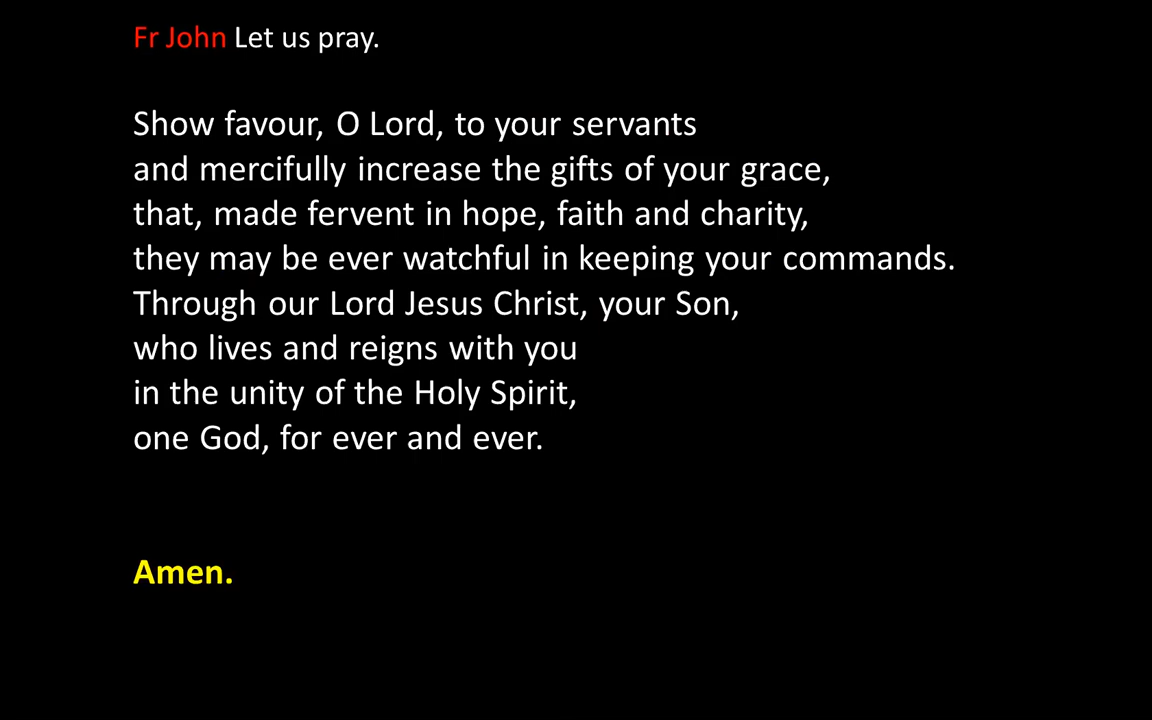 Fr John Let us pray.
Show favour, O Lord, to your servants
and mercifully increase the gifts of your grace,
that, made fervent in hope, faith and charity,
they may be ever watchful in keeping your commands.
Through our Lord Jesus Christ, your Son,
who lives and reigns with you
in the unity of the Holy Spirit,
one God, for ever and ever.
Amen.